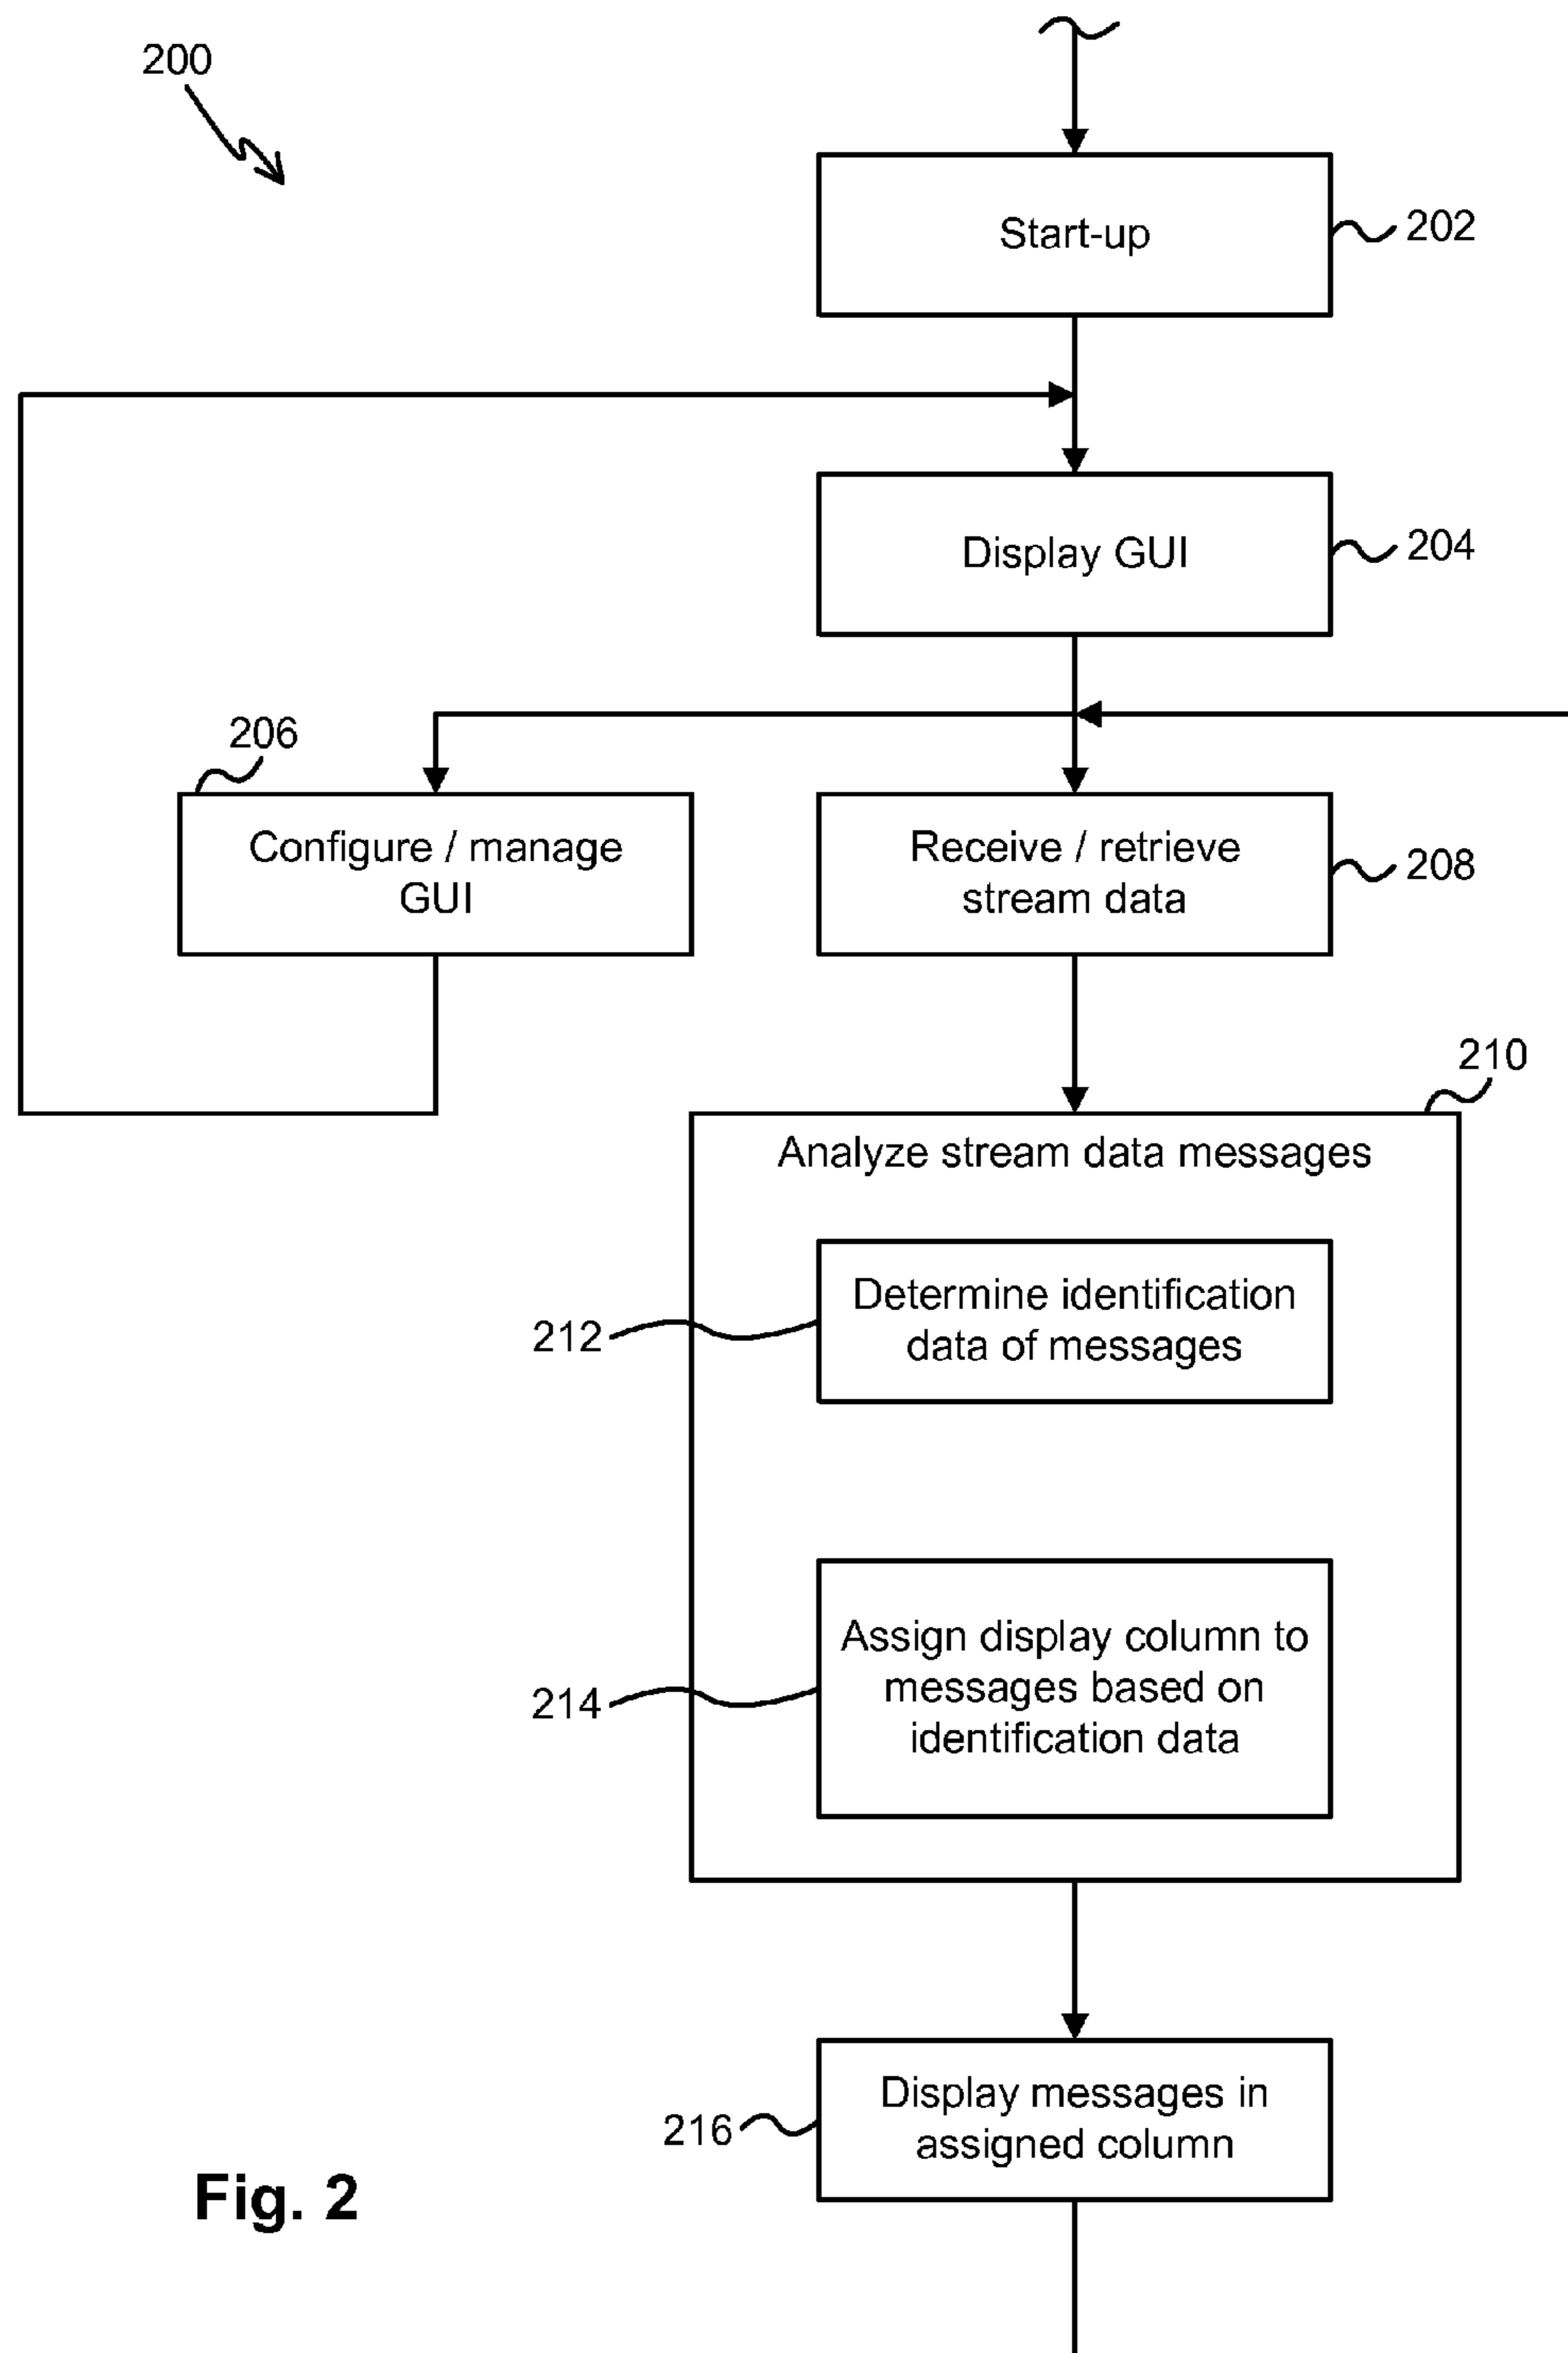 200
Start-up
202
Display GUI
204
206
Configure / manage
GUI
Receive / retrieve
stream data
208
210
Analyze stream data messages
Determine identification
data of messages
212
Assign display column to
messages based on
identification data
214
Display messages in
assigned column
216
Fig. 2